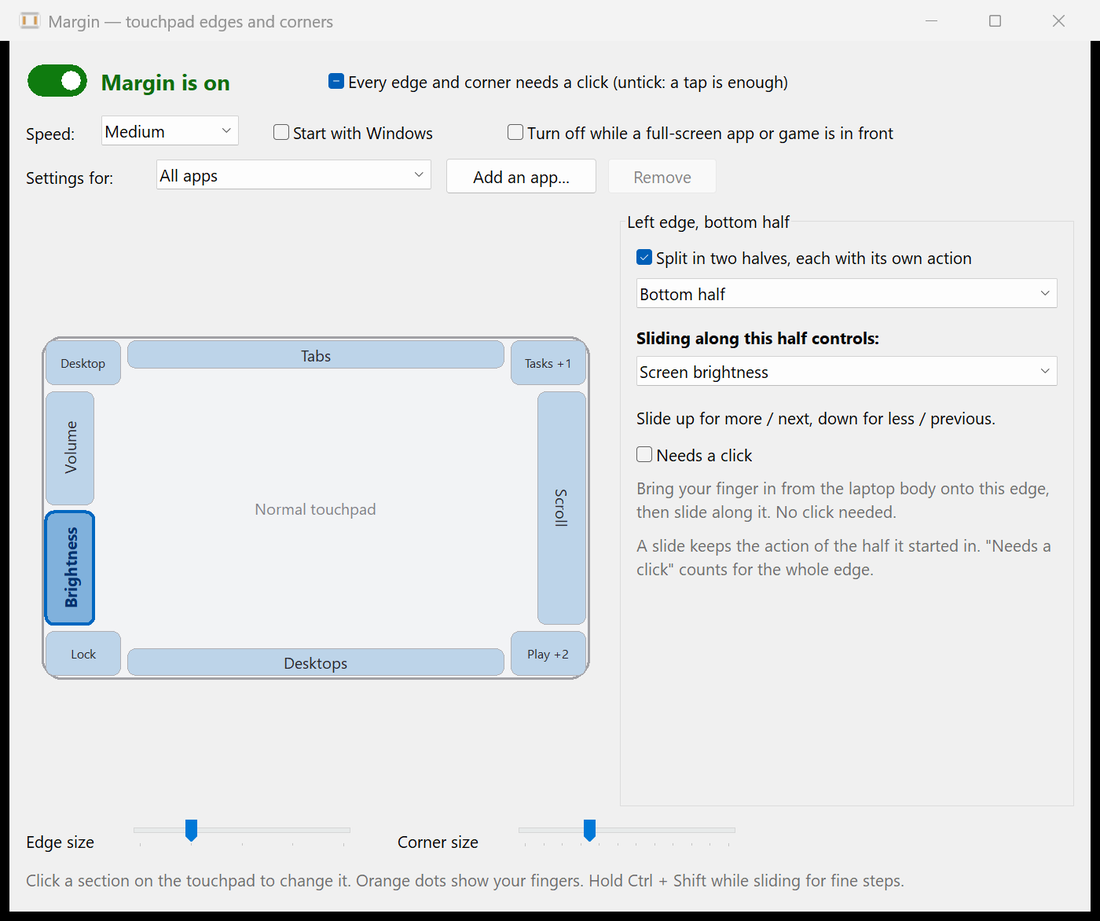 Margin — touchpad edges and corners
Margin is on
Every edge and corner needs a click (untick: a tap is enough)
Speed:
Medium
Start with Windows
Turn off while a full-screen app or game is in front
Settings for:
All apps
Add an app...
Remove
Left edge, bottom half
Split in two halves, each with its own action
Bottom half
Sliding along this half controls:
Screen brightness
Slide up for more / next, down for less / previous.
Needs a click
Bring your finger in from the laptop body onto this edge,
then slide along it. No click needed.
A slide keeps the action of the half it started in. "Needs a
click" counts for the whole edge.
Desktop
Tabs
Tasks +1
Volume
Normal touchpad
Scroll
Brightness
Lock
Desktops
Play +2
Edge size
Corner size
Click a section on the touchpad to change it. Orange dots show your fingers. Hold Ctrl + Shift while sliding for fine steps.